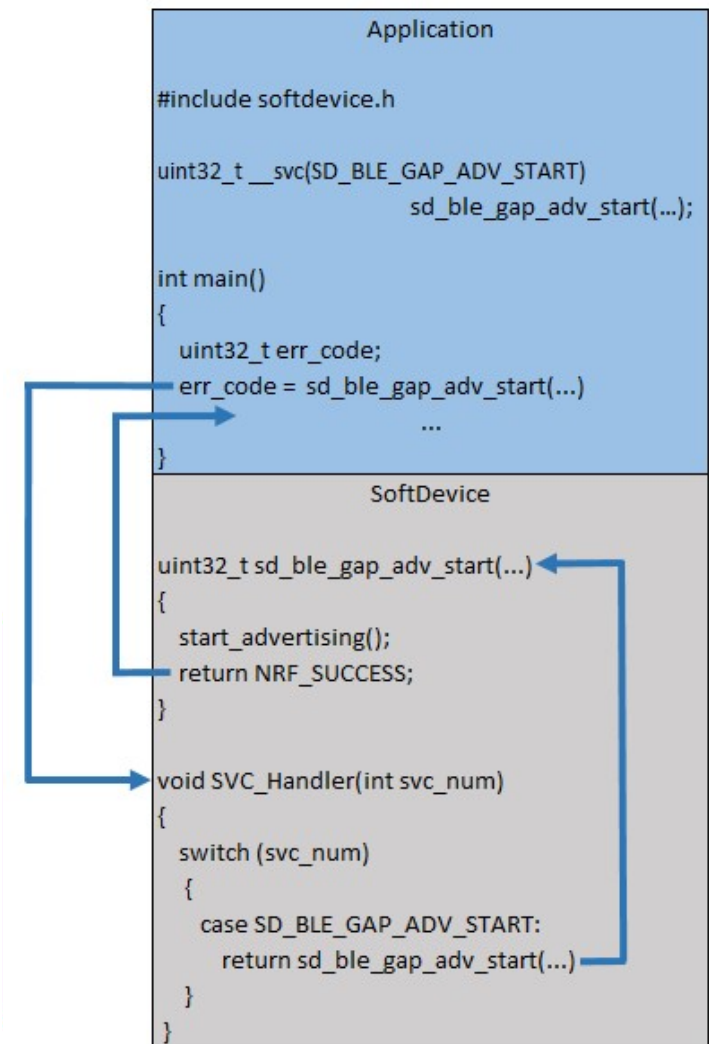 Application
#include softdevice.h
uint32_t __svc(SD_BLE_GAP_ADV_START)
sd_ble_gap_adv_start(...);
int main()
{
uint32_t err_code;
err_code = sd_ble_gap_adv_start(...)
...
}
SoftDevice
uint32_t sd_ble_gap_adv_start(...)
{
start_advertising();
return NRF_SUCCESS;
}
void SVC_Handler(int svc_num)
{
switch (svc_num)
{
case SD_BLE_GAP_ADV_START:
return sd_ble_gap_adv_start(...)
}
}